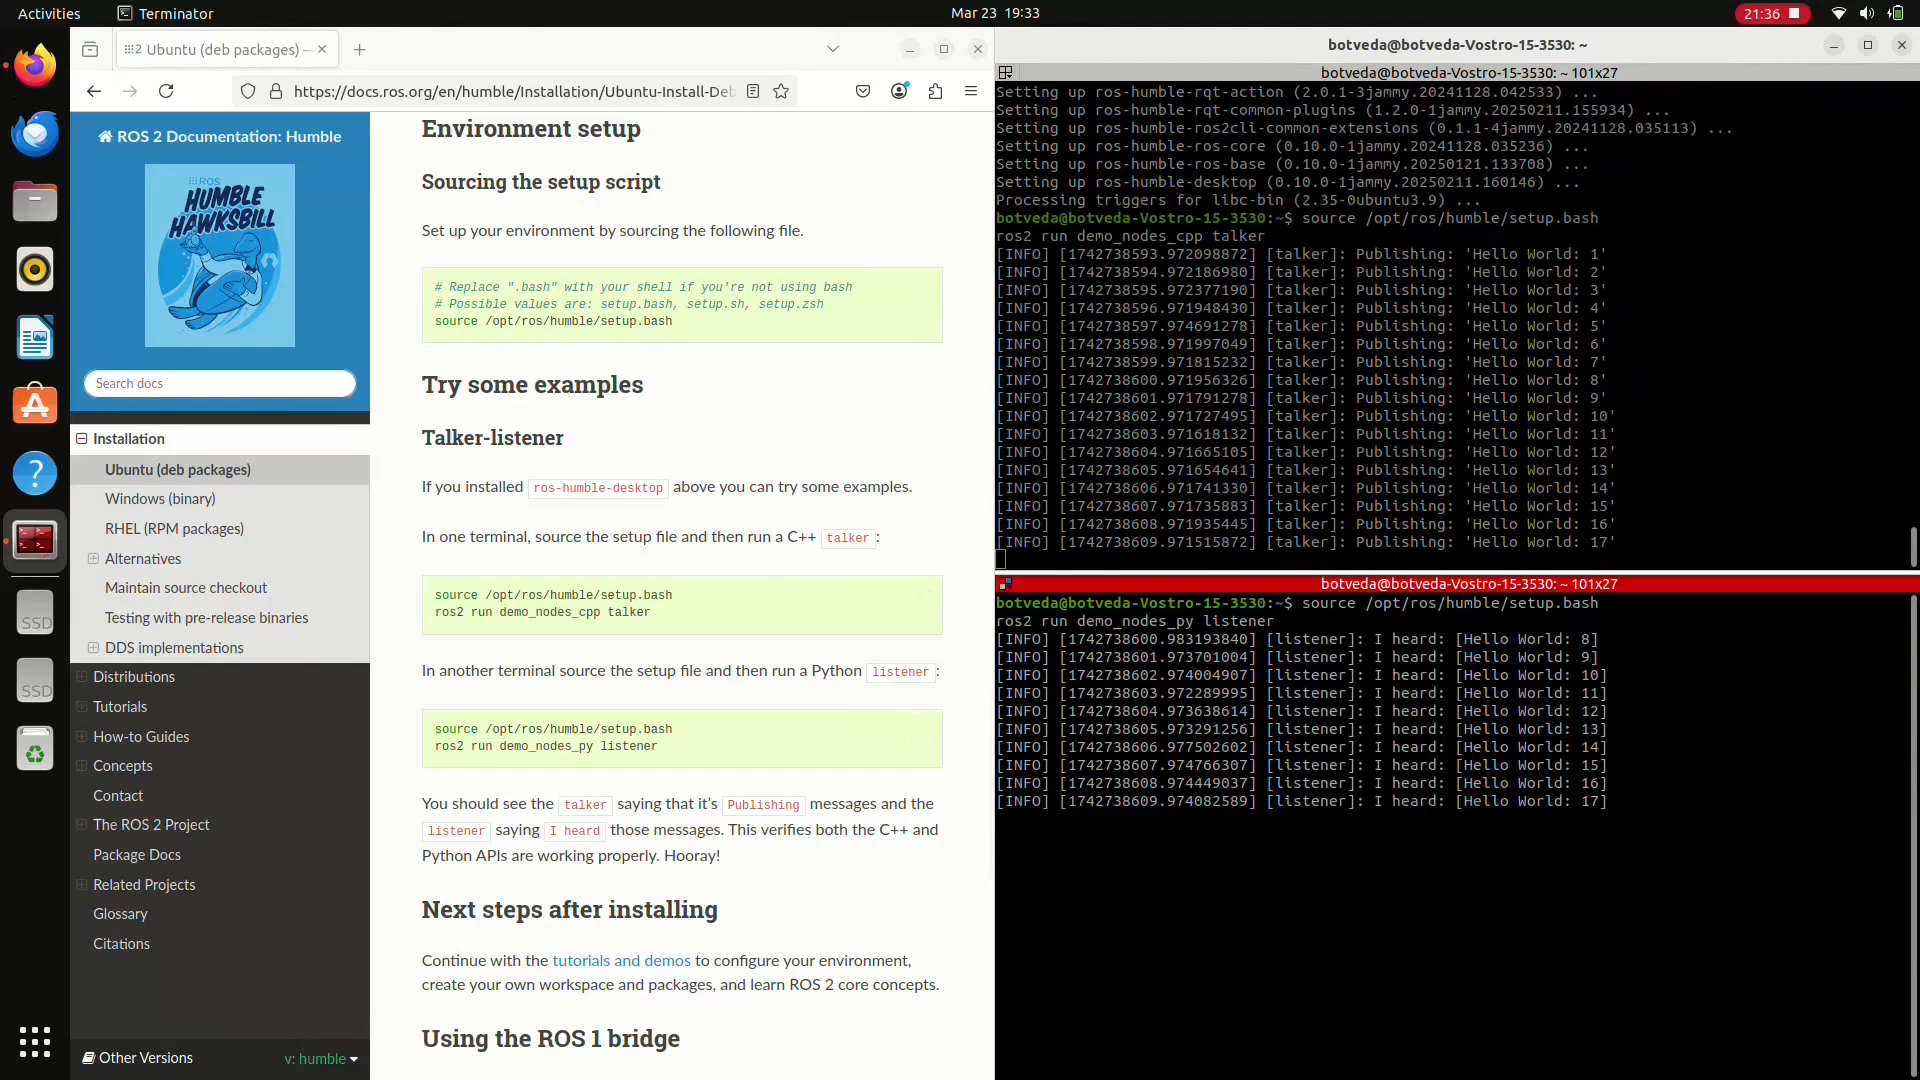 Activities
Terminator
Mar 23 19:33
21:36
Ubuntu (deb packages) —
https://docs.ros.org/en/humble/Installation/Ubuntu-Install-Deb
ROS 2 Documentation: Humble
ROS
HUMBLE
HAWKSBILL
Search docs
Installation
Ubuntu (deb packages)
Windows (binary)
RHEL (RPM packages)
Alternatives
Maintain source checkout
Testing with pre-release binaries
DDS implementations
Distributions
Tutorials
How-to Guides
Concepts
Contact
The ROS 2 Project
Package Docs
Related Projects
Glossary
Citations
Other Versions
v: humble
SSD
SSD
Environment setup
Sourcing the setup script
Set up your environment by sourcing the following file.
# Replace ".bash" with your shell if you're not using bash
# Possible values are: setup.bash, setup.sh, setup.zsh
source /opt/ros/humble/setup.bash
Try some examples
Talker-listener
If you installed ros-humble-desktop above you can try some examples.
In one terminal, source the setup file and then run a C++ talker:
source /opt/ros/humble/setup.bash
ros2 run demo_nodes_cpp talker
In another terminal source the setup file and then run a Python listener:
source /opt/ros/humble/setup.bash
ros2 run demo_nodes_py listener
You should see the talker saying that it’s Publishing messages and the
listener saying I heard those messages. This verifies both the C++ and
Python APIs are working properly. Hooray!
Next steps after installing
Continue with the tutorials and demos to configure your environment,
create your own workspace and packages, and learn ROS 2 core concepts.
Using the ROS 1 bridge
botveda@botveda-Vostro-15-3530: ~
botveda@botveda-Vostro-15-3530: ~ 101x27
Setting up ros-humble-rqt-action (2.0.1-3jammy.20241128.042533) ...
Setting up ros-humble-rqt-common-plugins (1.2.0-1jammy.20250211.155934) ...
Setting up ros-humble-ros2cli-common-extensions (0.1.1-4jammy.20241128.035113) ...
Setting up ros-humble-ros-core (0.10.0-1jammy.20241128.035236) ...
Setting up ros-humble-ros-base (0.10.0-1jammy.20250121.133708) ...
Setting up ros-humble-desktop (0.10.0-1jammy.20250211.160146) ...
Processing triggers for libc-bin (2.35-0ubuntu3.9) ...
botveda@botveda-Vostro-15-3530:~$ source /opt/ros/humble/setup.bash
ros2 run demo_nodes_cpp talker
[INFO] [1742738593.972098872] [talker]: Publishing: 'Hello World: 1'
[INFO] [1742738594.972186980] [talker]: Publishing: 'Hello World: 2'
[INFO] [1742738595.972377190] [talker]: Publishing: 'Hello World: 3'
[INFO] [1742738596.971948430] [talker]: Publishing: 'Hello World: 4'
[INFO] [1742738597.974691278] [talker]: Publishing: 'Hello World: 5'
[INFO] [1742738598.971997049] [talker]: Publishing: 'Hello World: 6'
[INFO] [1742738599.971815232] [talker]: Publishing: 'Hello World: 7'
[INFO] [1742738600.971956326] [talker]: Publishing: 'Hello World: 8'
[INFO] [1742738601.971791278] [talker]: Publishing: 'Hello World: 9'
[INFO] [1742738602.971727495] [talker]: Publishing: 'Hello World: 10'
[INFO] [1742738603.971618132] [talker]: Publishing: 'Hello World: 11'
[INFO] [1742738604.971665105] [talker]: Publishing: 'Hello World: 12'
[INFO] [1742738605.971654641] [talker]: Publishing: 'Hello World: 13'
[INFO] [1742738606.971741330] [talker]: Publishing: 'Hello World: 14'
[INFO] [1742738607.971735883] [talker]: Publishing: 'Hello World: 15'
[INFO] [1742738608.971935445] [talker]: Publishing: 'Hello World: 16'
[INFO] [1742738609.971515872] [talker]: Publishing: 'Hello World: 17'
botveda@botveda-Vostro-15-3530: ~ 101x27
botveda@botveda-Vostro-15-3530:~$ source /opt/ros/humble/setup.bash
ros2 run demo_nodes_py listener
[INFO] [1742738600.983193840] [listener]: I heard: [Hello World: 8]
[INFO] [1742738601.973701004] [listener]: I heard: [Hello World: 9]
[INFO] [1742738602.974004907] [listener]: I heard: [Hello World: 10]
[INFO] [1742738603.972289995] [listener]: I heard: [Hello World: 11]
[INFO] [1742738604.973638614] [listener]: I heard: [Hello World: 12]
[INFO] [1742738605.973291256] [listener]: I heard: [Hello World: 13]
[INFO] [1742738606.977502602] [listener]: I heard: [Hello World: 14]
[INFO] [1742738607.974766307] [listener]: I heard: [Hello World: 15]
[INFO] [1742738608.974449037] [listener]: I heard: [Hello World: 16]
[INFO] [1742738609.974082589] [listener]: I heard: [Hello World: 17]